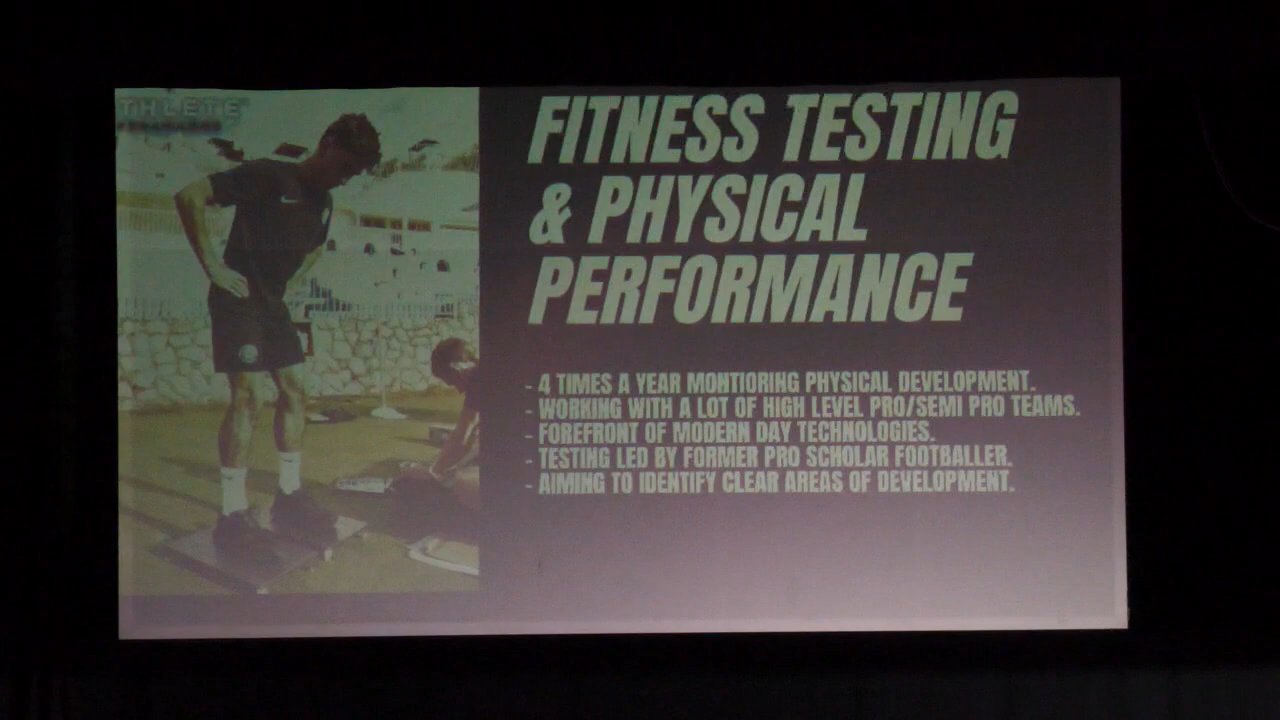 THLETE
FITNESS TESTING
& PHYSICAL
PERFORMANCE
- 4 TIMES A YEAR MONTIORING PHYSICAL DEVELOPMENT.
- WORKING WITH A LOT OF HIGH LEVEL PRO/SEMI PRO TEAMS.
- FOREFRONT OF MODERN DAY TECHNOLOGIES.
- TESTING LED BY FORMER PRO SCHOLAR FOOTBALLER.
- AIMING TO IDENTIFY CLEAR AREAS OF DEVELOPMENT.